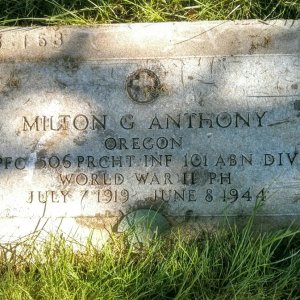 MILTON G ANTHONY
OREGON
PFC 506 PRCHT INF 101 ABN DIV
WORLD WAR II PH
JULY 7 1919 JUNE 8 1944